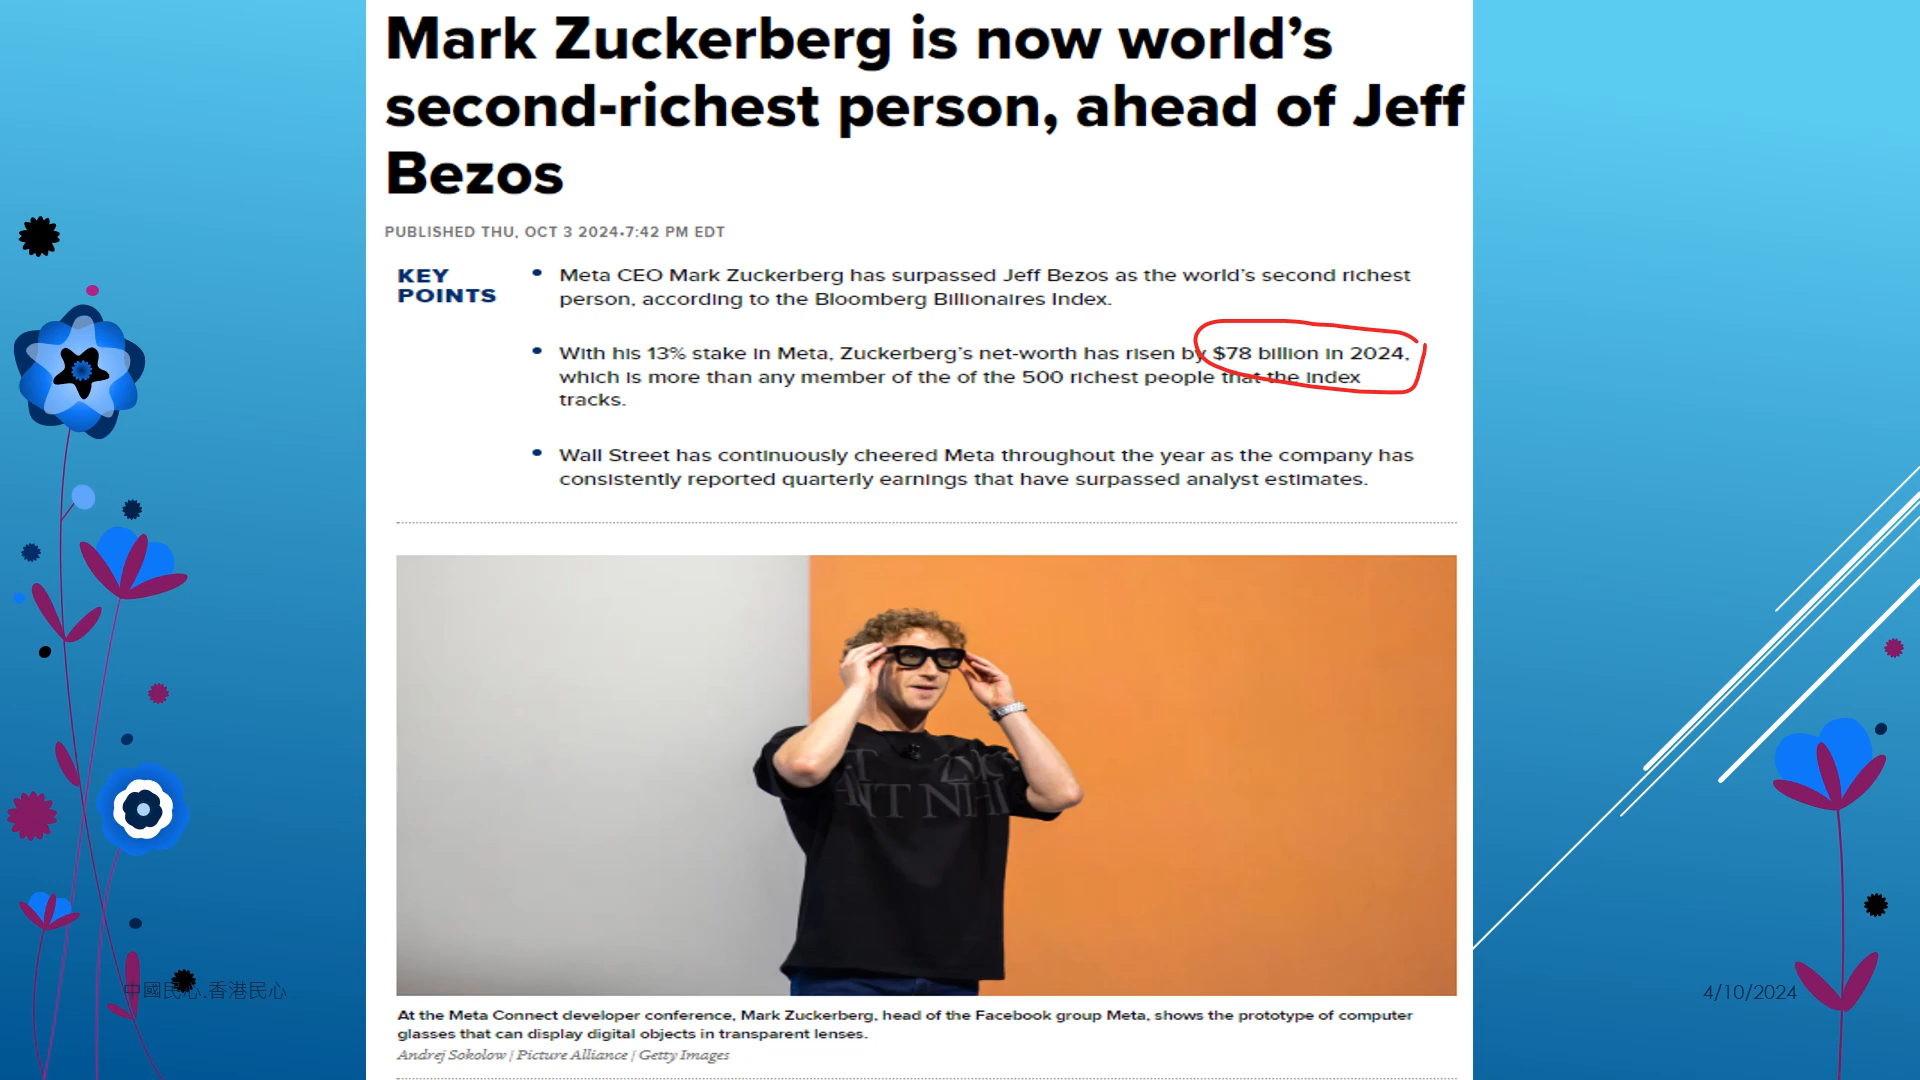 Mark Zuckerberg is now world's
second-richest person, ahead of Jeff
Bezos
PUBLISHED THU, OCT 3 2024•7:42 PM EDT
KEY
POINTS
Meta CEO Mark Zuckerberg has surpassed Jeff Bezos as the world's second richest
person, according to the Bloomberg Billionaires Index.
With his 13% stake in Meta, Zuckerberg's net-worth has risen by $78 billion in 2024,
which is more than any member of the of the 500 richest people that the index
tracks.
Wall Street has continuously cheered Meta throughout the year as the company has
consistently reported quarterly earnings that have surpassed analyst estimates.
At the Meta Connect developer conference, Mark Zuckerberg, head of the Facebook group Meta, shows the prototype of computer
glasses that can display digital objects in transparent lenses.
Andrej Sokolow | Picture Alliance | Getty Images
中國民心.香港民心
4/10/2024